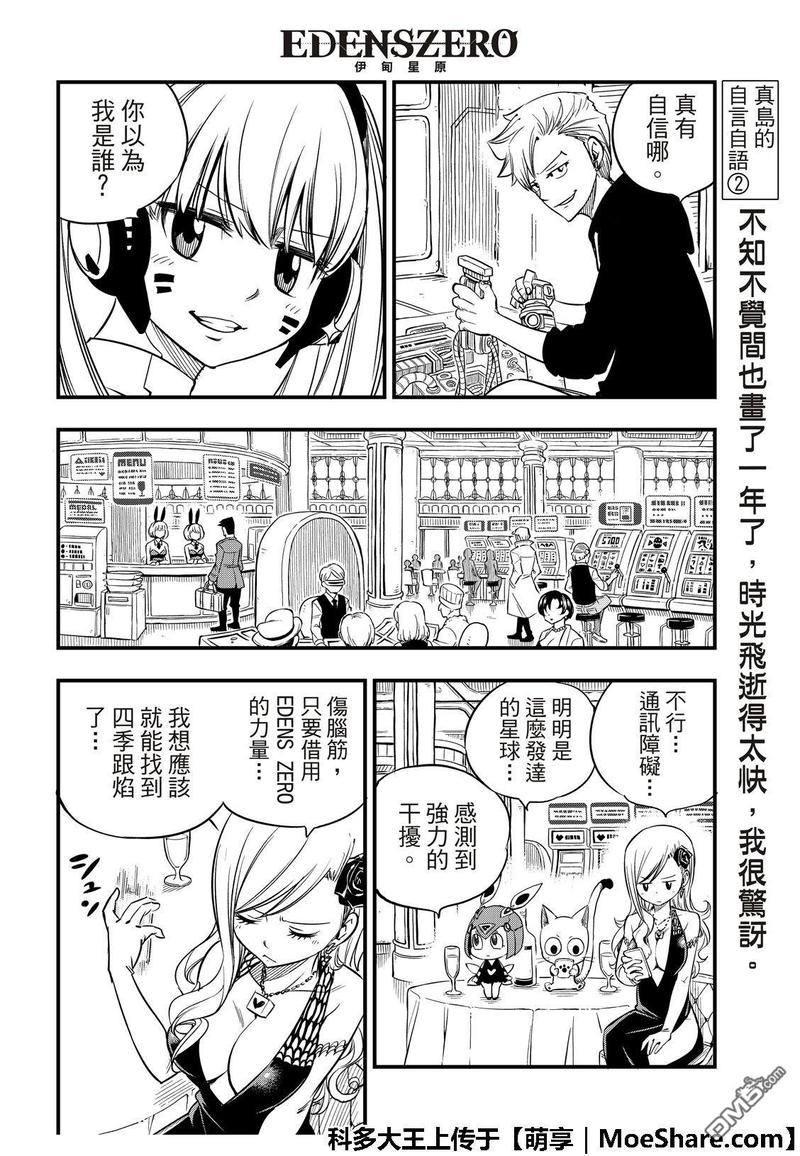 EDENSZERO
伊甸星原
真島的
自言自語②
不知不覺間也畫了一年了，時光飛逝得太快，我很驚訝。
真有
自信哪。
你以為
我是誰？
MENU
MEDAL
不行…
通訊障礙…
明明是
這麼發達
的星球…
感測到
強力的
干擾。
傷腦筋，
只要借用
EDENS ZERO
的力量…
我想應該
就能找到
四季跟焰
了…
科多大王上传于【萌享】|MoeShare.com】